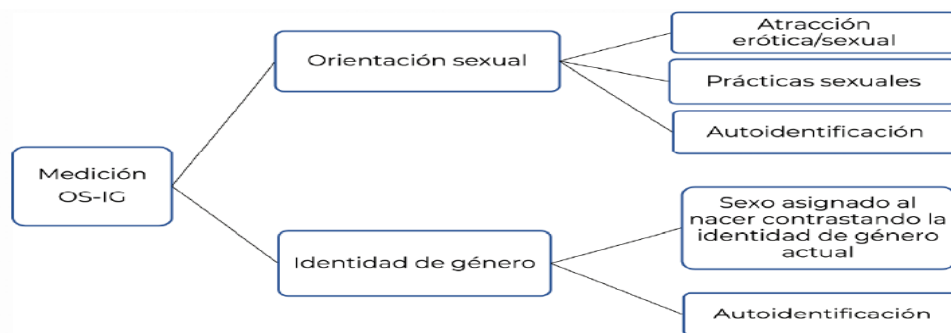 Medición
OS-IG
Orientación sexual
Atracción
erótica/sexual
Prácticas sexuales
Autoidentificación
Identidad de género
Sexo asignado al
nacer contrastando la
identidad de género
actual
Autoidentificación